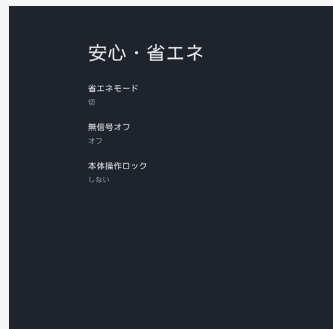 安心・省エネ
省エネモード
切
無信号オフ
オフ
本体操作ロック
しない